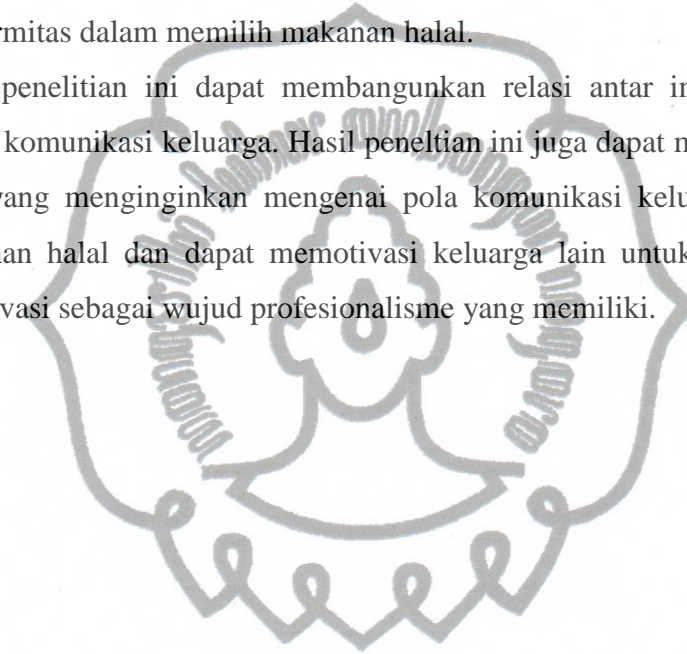 rmitas dalam memilih makanan halal.
penelitian ini dapat membangunkan relasi antar in
komunikasi keluarga. Hasil peneltian ini juga dapat m
yang menginginkan mengenai pola komunikasi kelu
nan halal dan dapat memotivasi keluarga lain untuk
vasi sebagai wujud profesionalisme yang memiliki.